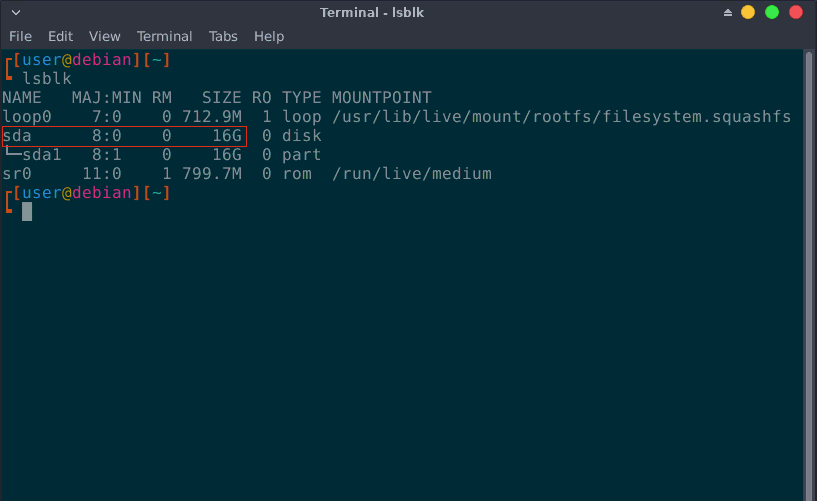 Terminal - lsblk
File Edit View Terminal Tabs Help
┌[user@debian][~]
└ lsblk
NAME   MAJ:MIN RM   SIZE RO TYPE MOUNTPOINT
loop0    7:0    0 712.9M  1 loop /usr/lib/live/mount/rootfs/filesystem.squashfs
sda      8:0    0    16G  0 disk
└─sda1   8:1    0    16G  0 part
sr0     11:0    1 799.7M  0 rom  /run/live/medium
┌[user@debian][~]
└